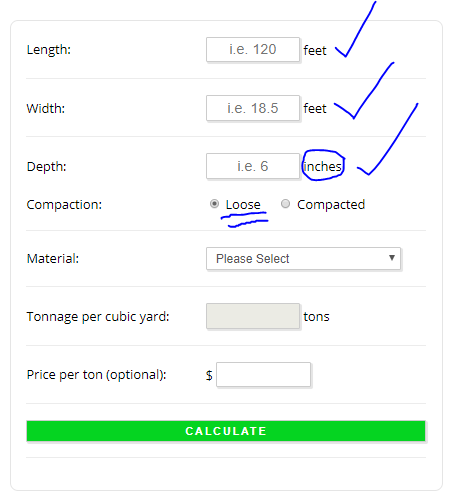 Length: i.e. 120 feet
Width: i.e. 18.5 feet
Depth: i.e. 6 inches
Compaction: Loose Compacted
Material: Please Select
Tonnage per cubic yard: tons
Price per ton (optional): $
CALCULATE